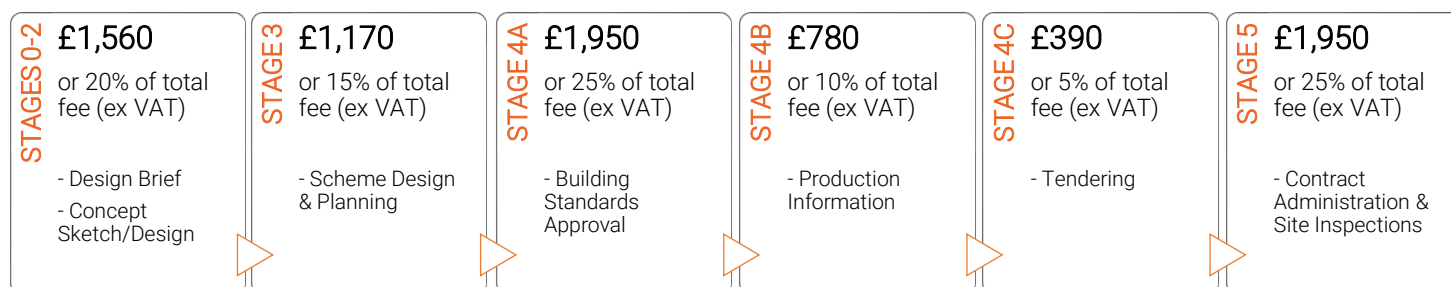 STAGES 0-2
£1,560
or 20% of total
fee (ex VAT)
- Design Brief
- Concept
Sketch/Design
STAGE 3
£1,170
or 15% of total
fee (ex VAT)
- Scheme Design
& Planning
STAGE 4A
£1,950
or 25% of total
fee (ex VAT)
- Building
Standards
Approval
STAGE 4B
£780
or 10% of total
fee (ex VAT)
- Production
Information
STAGE 4C
£390
or 5% of total
fee (ex VAT)
- Tendering
STAGE 5
£1,950
or 25% of total
fee (ex VAT)
- Contract
Administration &
Site Inspections